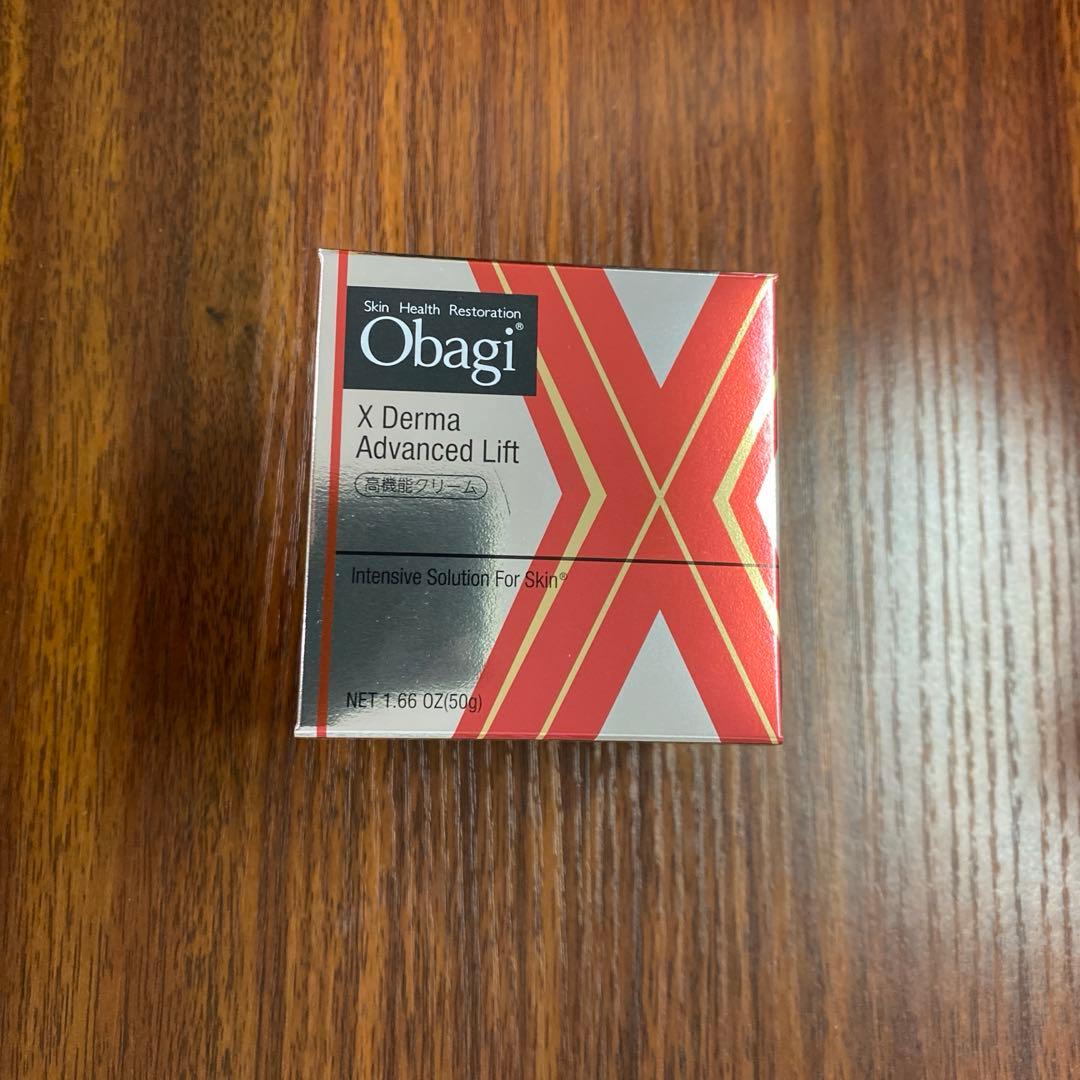 Skin Health Restoration
Obagi®
X Derma
Advanced Lift
高機能クリーム
Intensive Solution For Skin®
NET 1.66 OZ(50g)